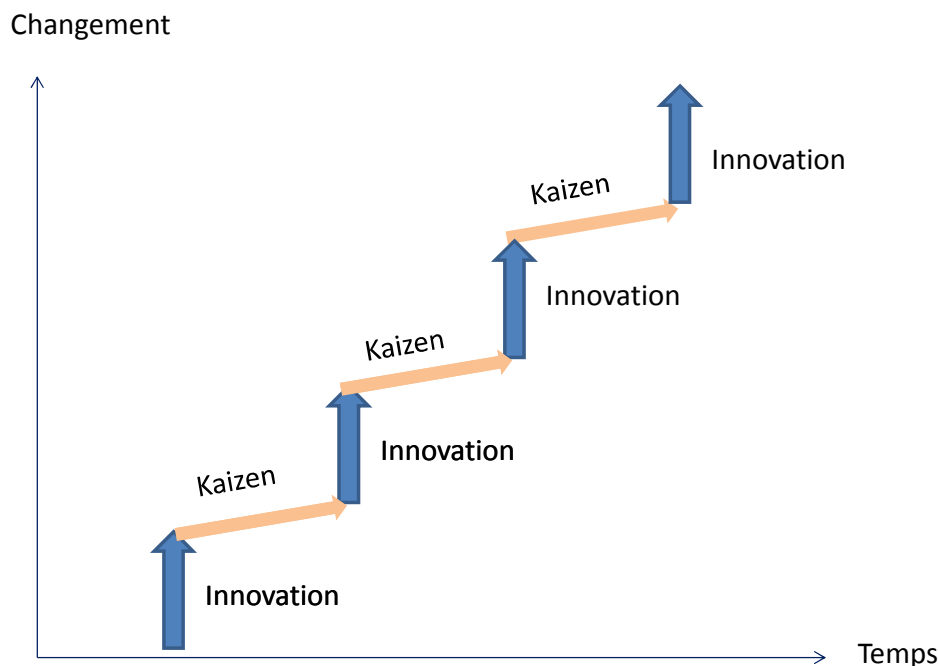 Changement
Innovation
Kaizen
Innovation
Kaizen
Innovation
Kaizen
Innovation
Temps